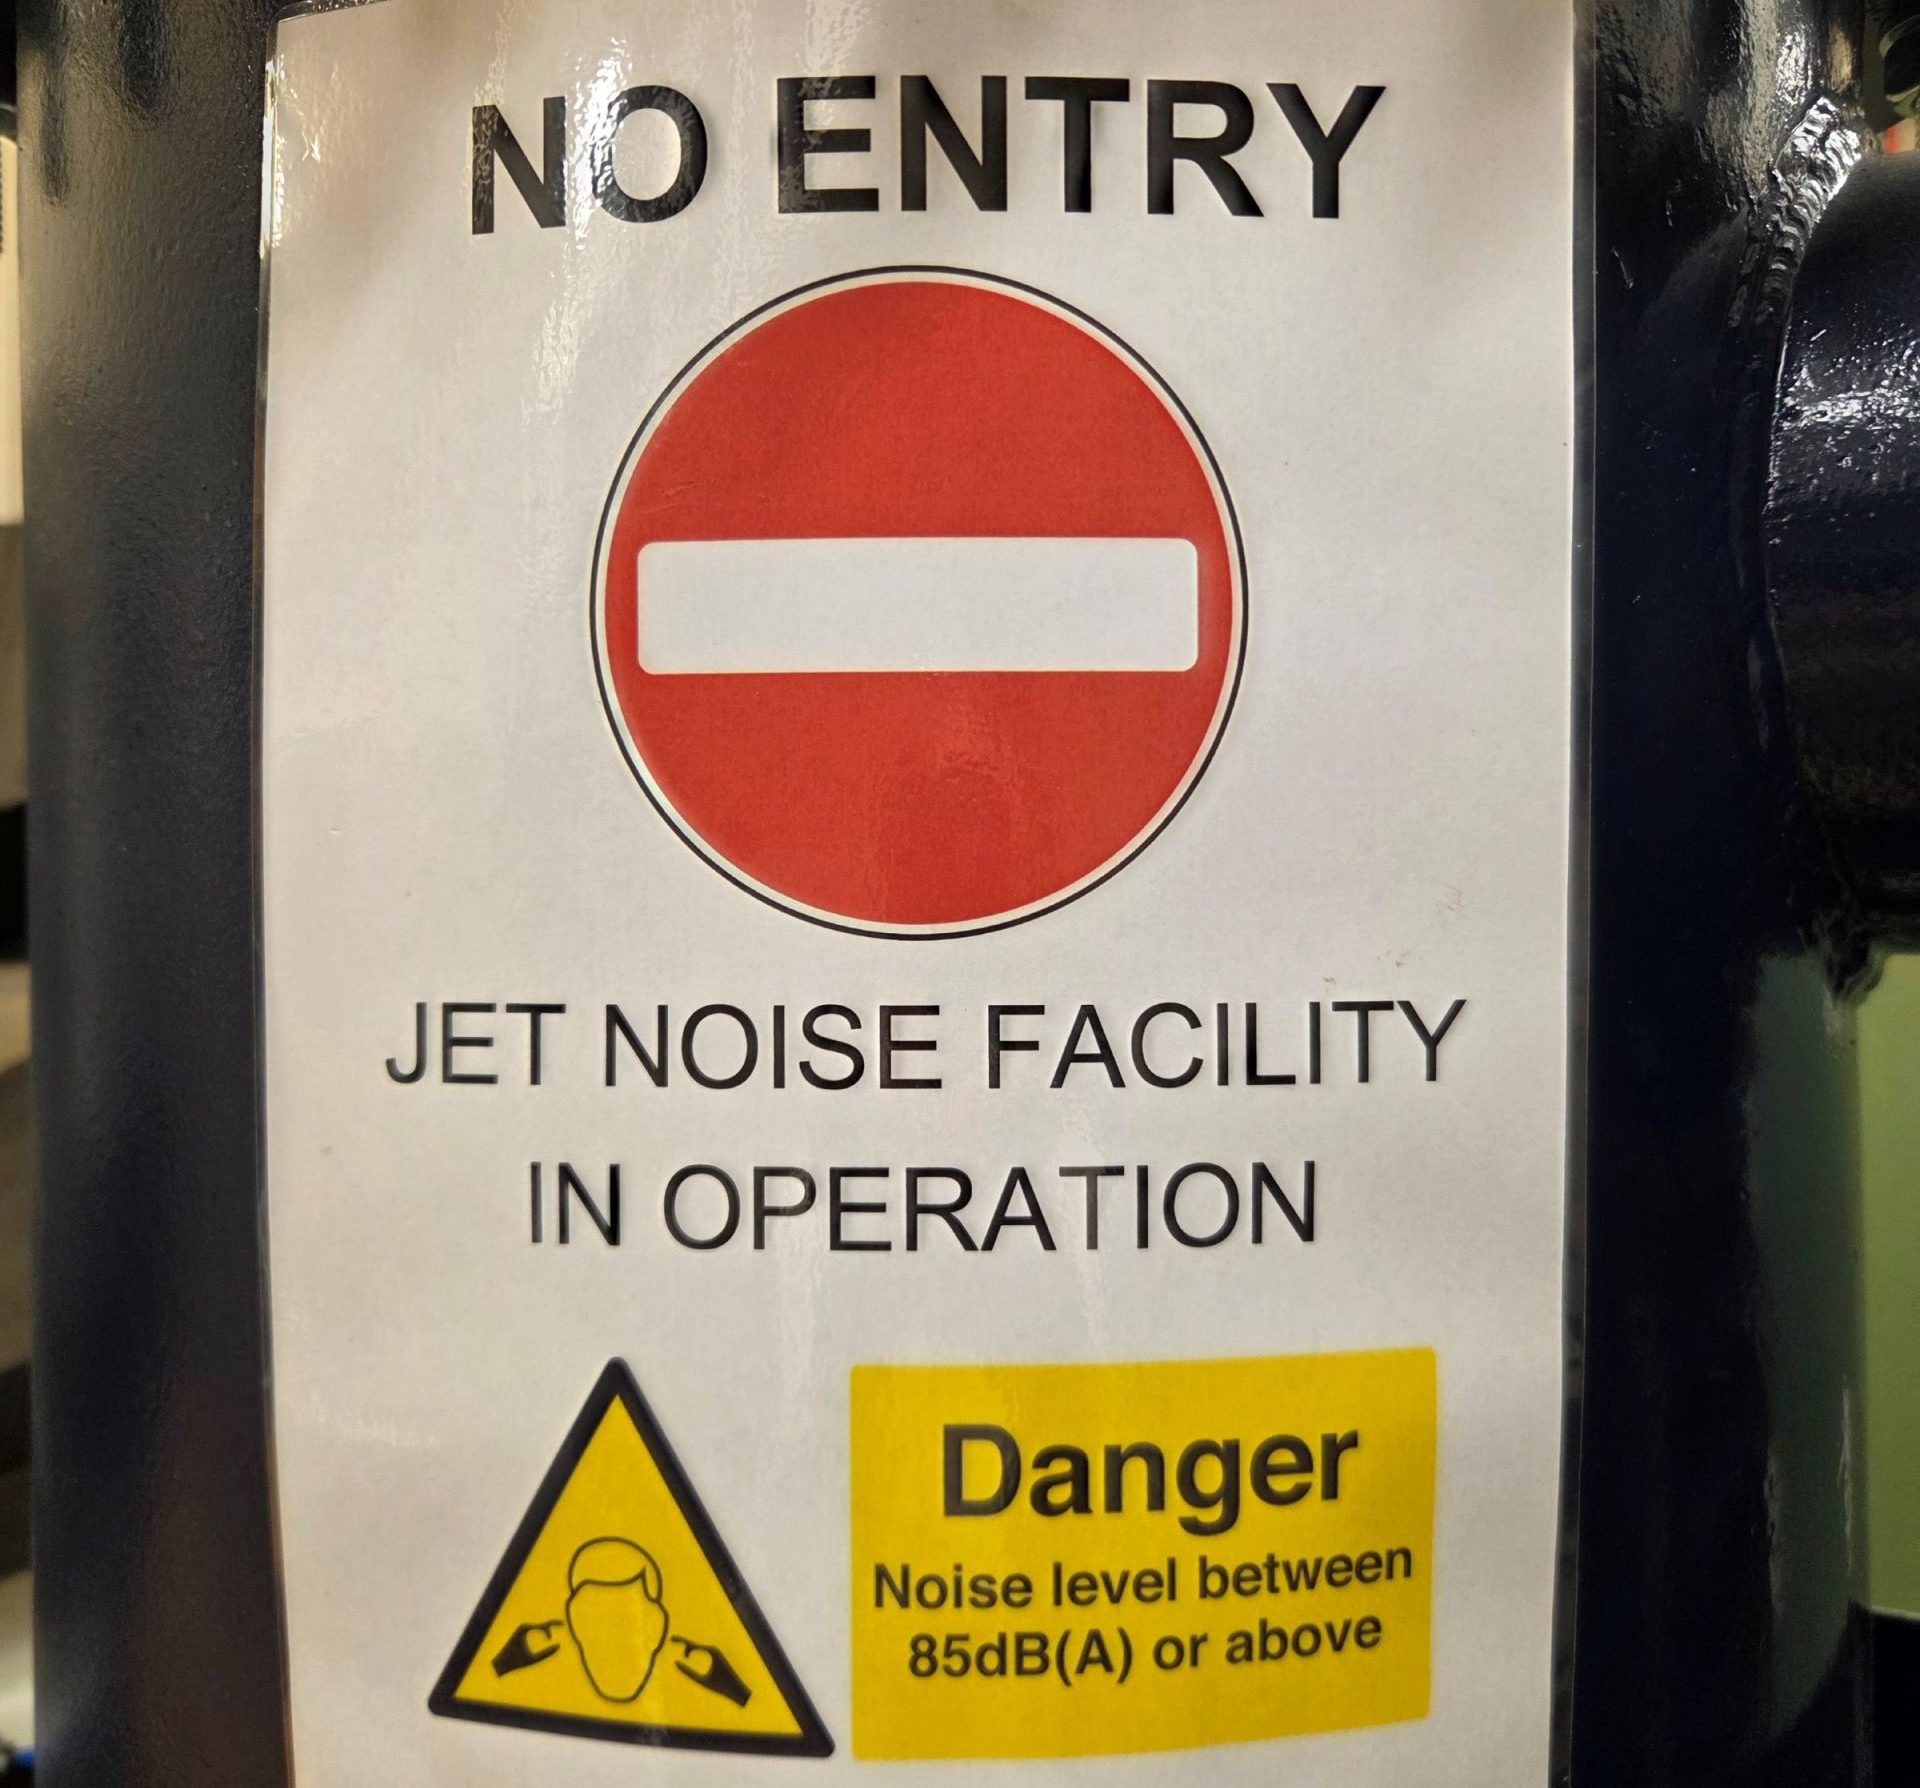 NO ENTRY
JET NOISE FACILITY
IN OPERATION
Danger
Noise level between
85dB(A) or above